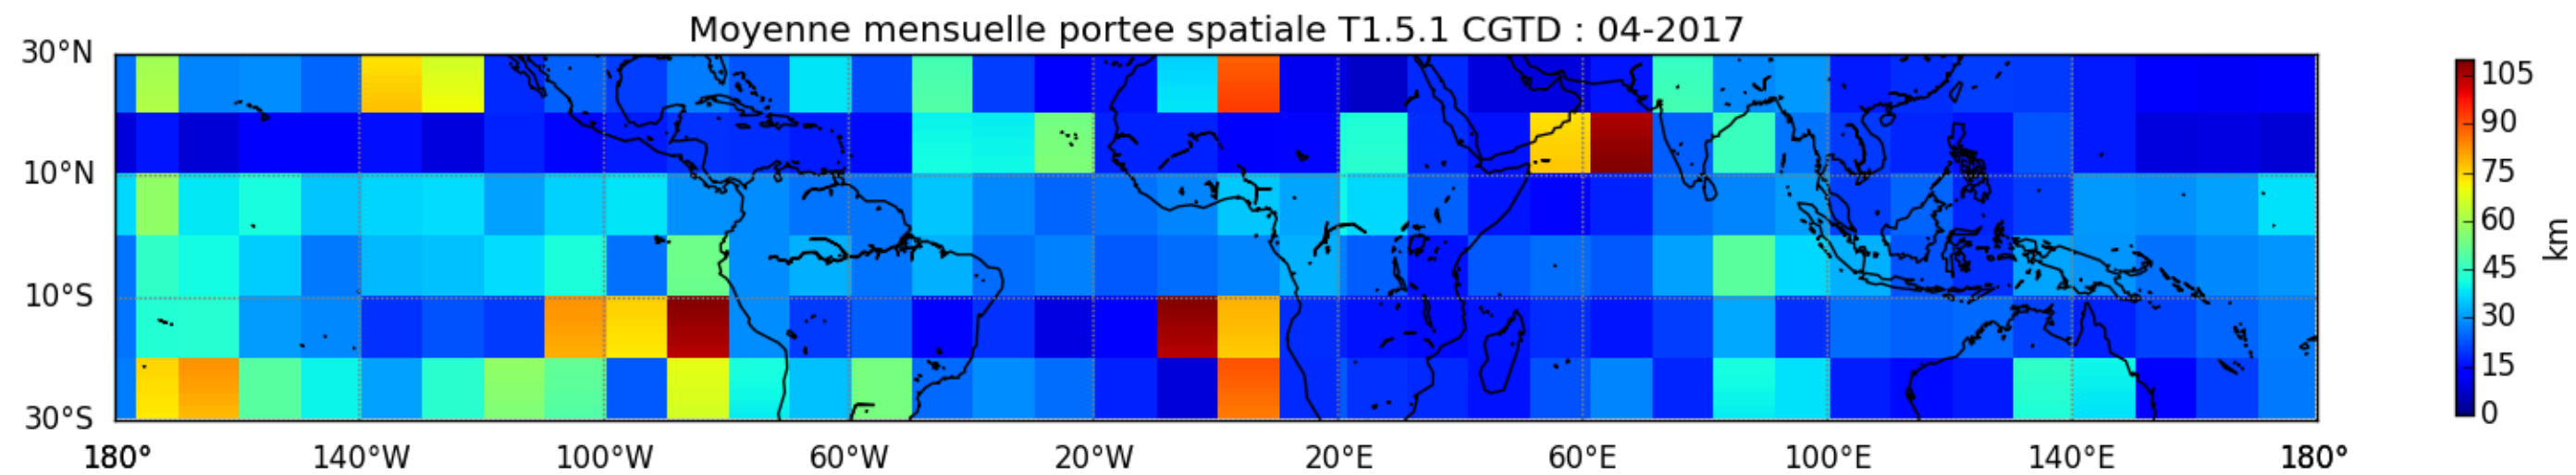 Moyenne mensuelle portee spatiale T1.5.1 CGTD : 04-2017
30°N
10°N
10°S
30°S
180° 140°W 100°W 60°W 20°W 20°E 60°E 100°E 140°E 180°
105
90
75
60
45
30
15
0
km